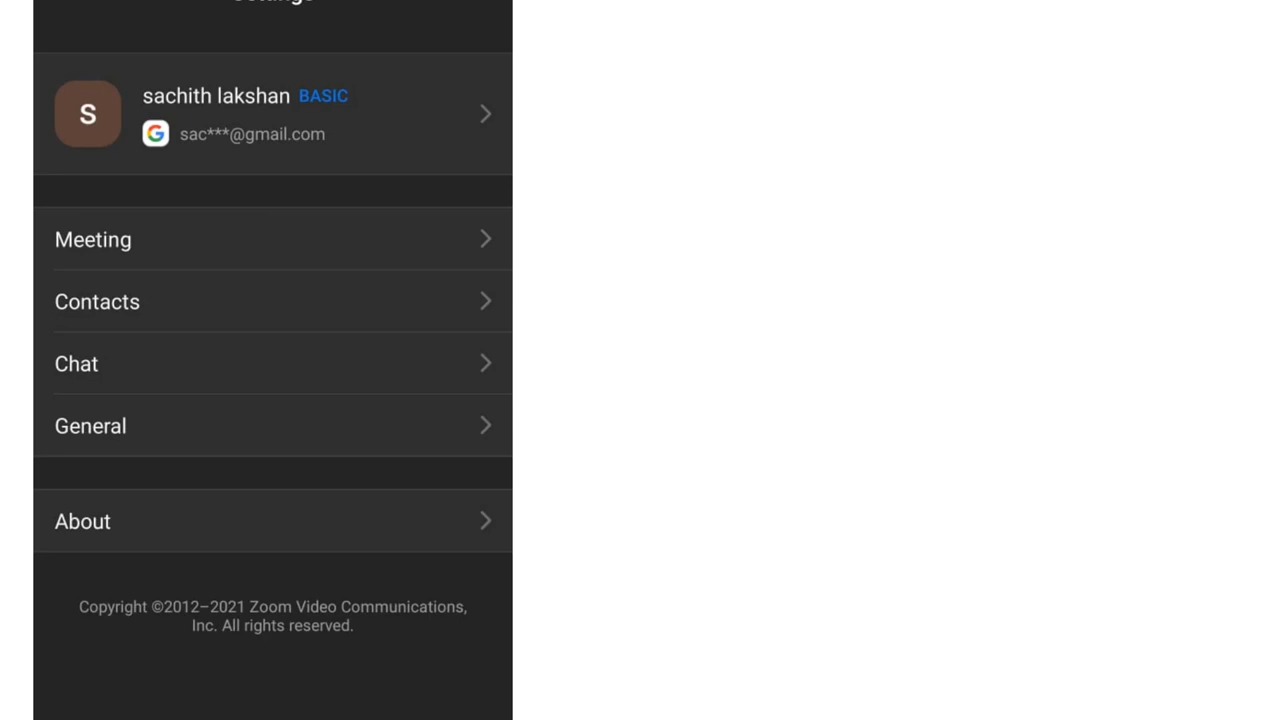 Settings
sachith lakshan BASIC
S
sac***@gmail.com
Meeting
Contacts
Chat
General
About
Copyright ©2012–2021 Zoom Video Communications,
Inc. All rights reserved.